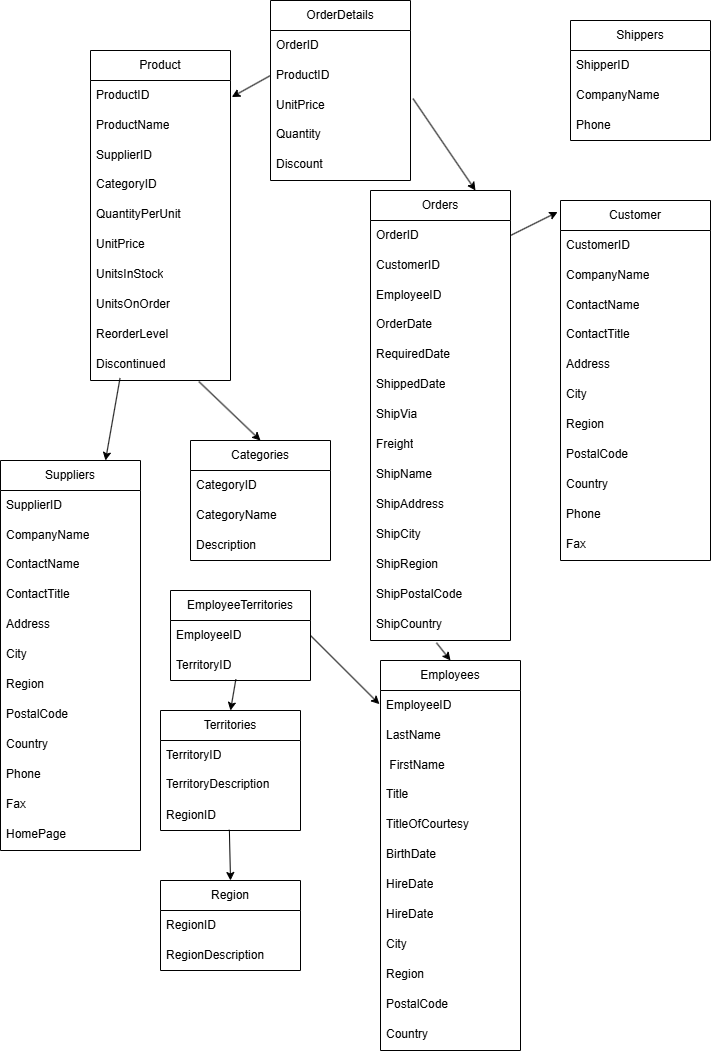 OrderDetails
OrderID
ProductID
UnitPrice
Quantity
Discount
Shippers
ShipperID
CompanyName
Phone
Product
ProductID
ProductName
SupplierID
CategoryID
QuantityPerUnit
UnitPrice
UnitsInStock
UnitsOnOrder
ReorderLevel
Discontinued
Orders
OrderID
CustomerID
EmployeeID
OrderDate
RequiredDate
ShippedDate
ShipVia
Freight
ShipName
ShipAddress
ShipCity
ShipRegion
ShipPostalCode
ShipCountry
Customer
CustomerID
CompanyName
ContactName
ContactTitle
Address
City
Region
PostalCode
Country
Phone
Fax
Suppliers
SupplierID
CompanyName
ContactName
ContactTitle
Address
City
Region
PostalCode
Country
Phone
Fax
HomePage
Categories
CategoryID
CategoryName
Description
EmployeeTerritories
EmployeeID
TerritoryID
Territories
TerritoryID
TerritoryDescription
RegionID
Region
RegionID
RegionDescription
Employees
EmployeeID
LastName
FirstName
Title
TitleOfCourtesy
BirthDate
HireDate
HireDate
City
Region
PostalCode
Country